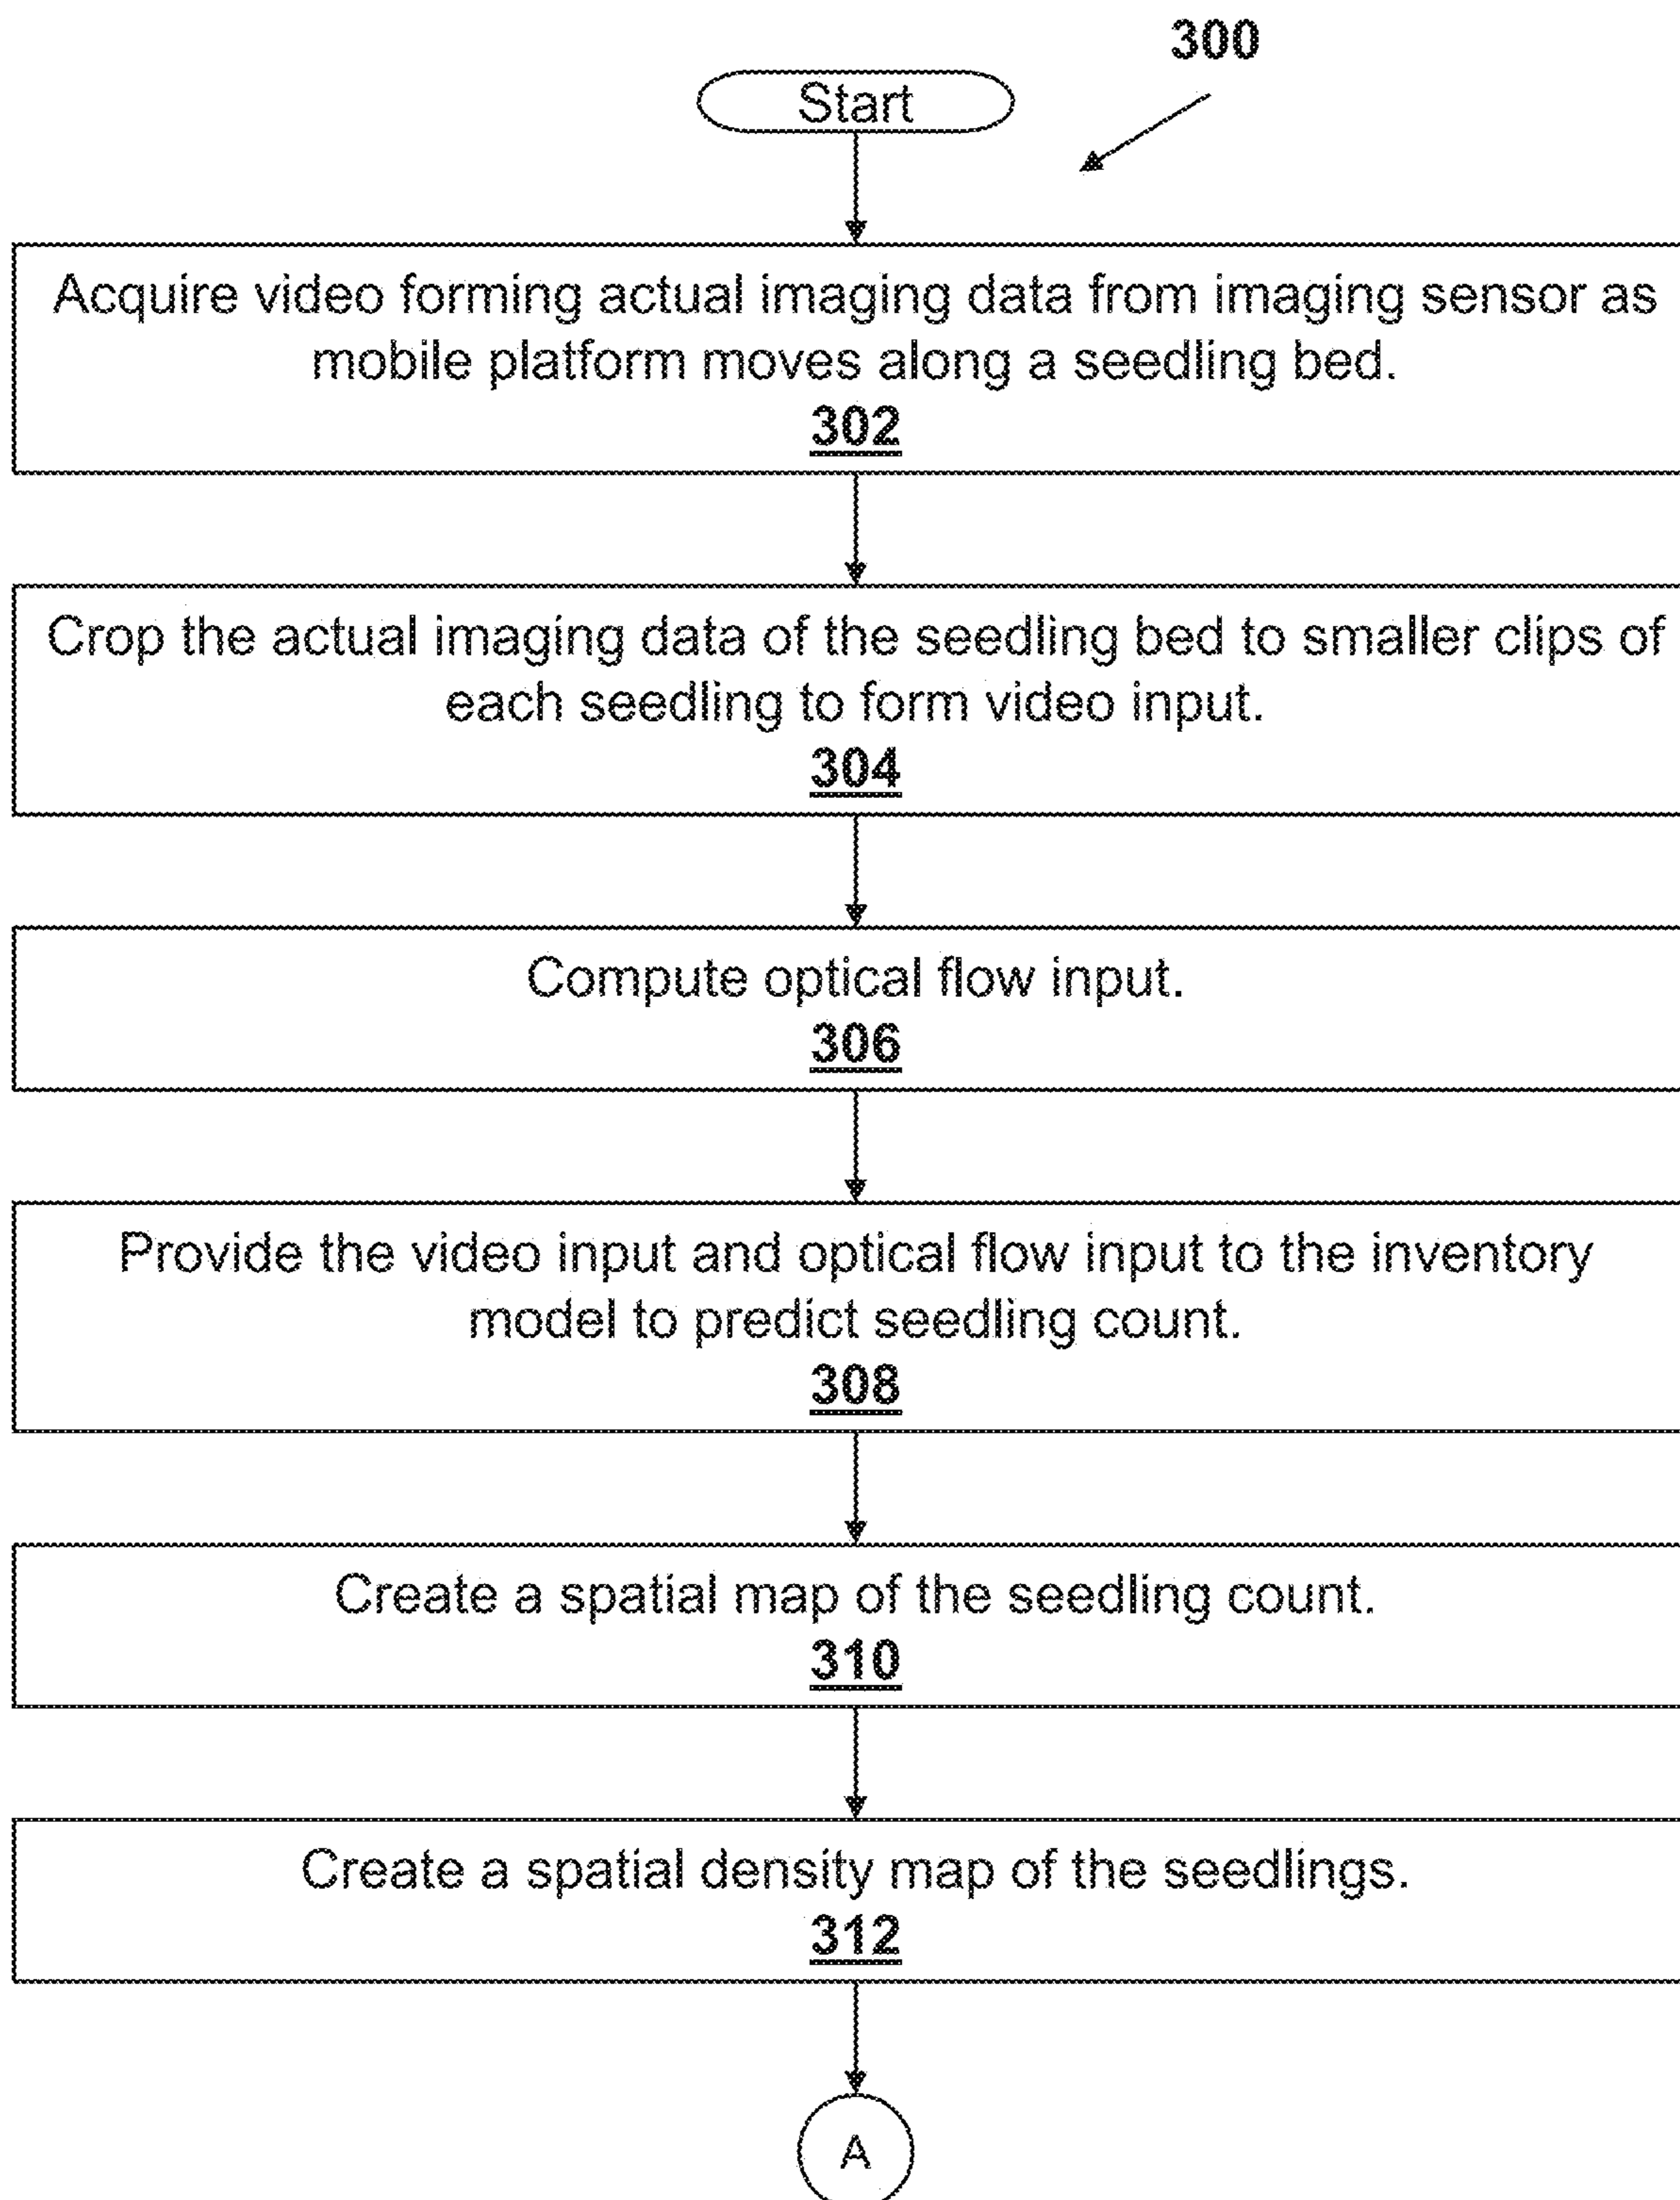 300
Start
Acquire video forming actual imaging data from imaging sensor as
mobile platform moves along a seedling bed.
302
Crop the actual imaging data of the seedling bed to smaller clips of
each seedling to form video input.
304
Compute optical flow input.
306
Provide the video input and optical flow input to the inventory
model to predict seedling count.
308
Create a spatial map of the seedling count.
310
Create a spatial density map of the seedlings.
312
A